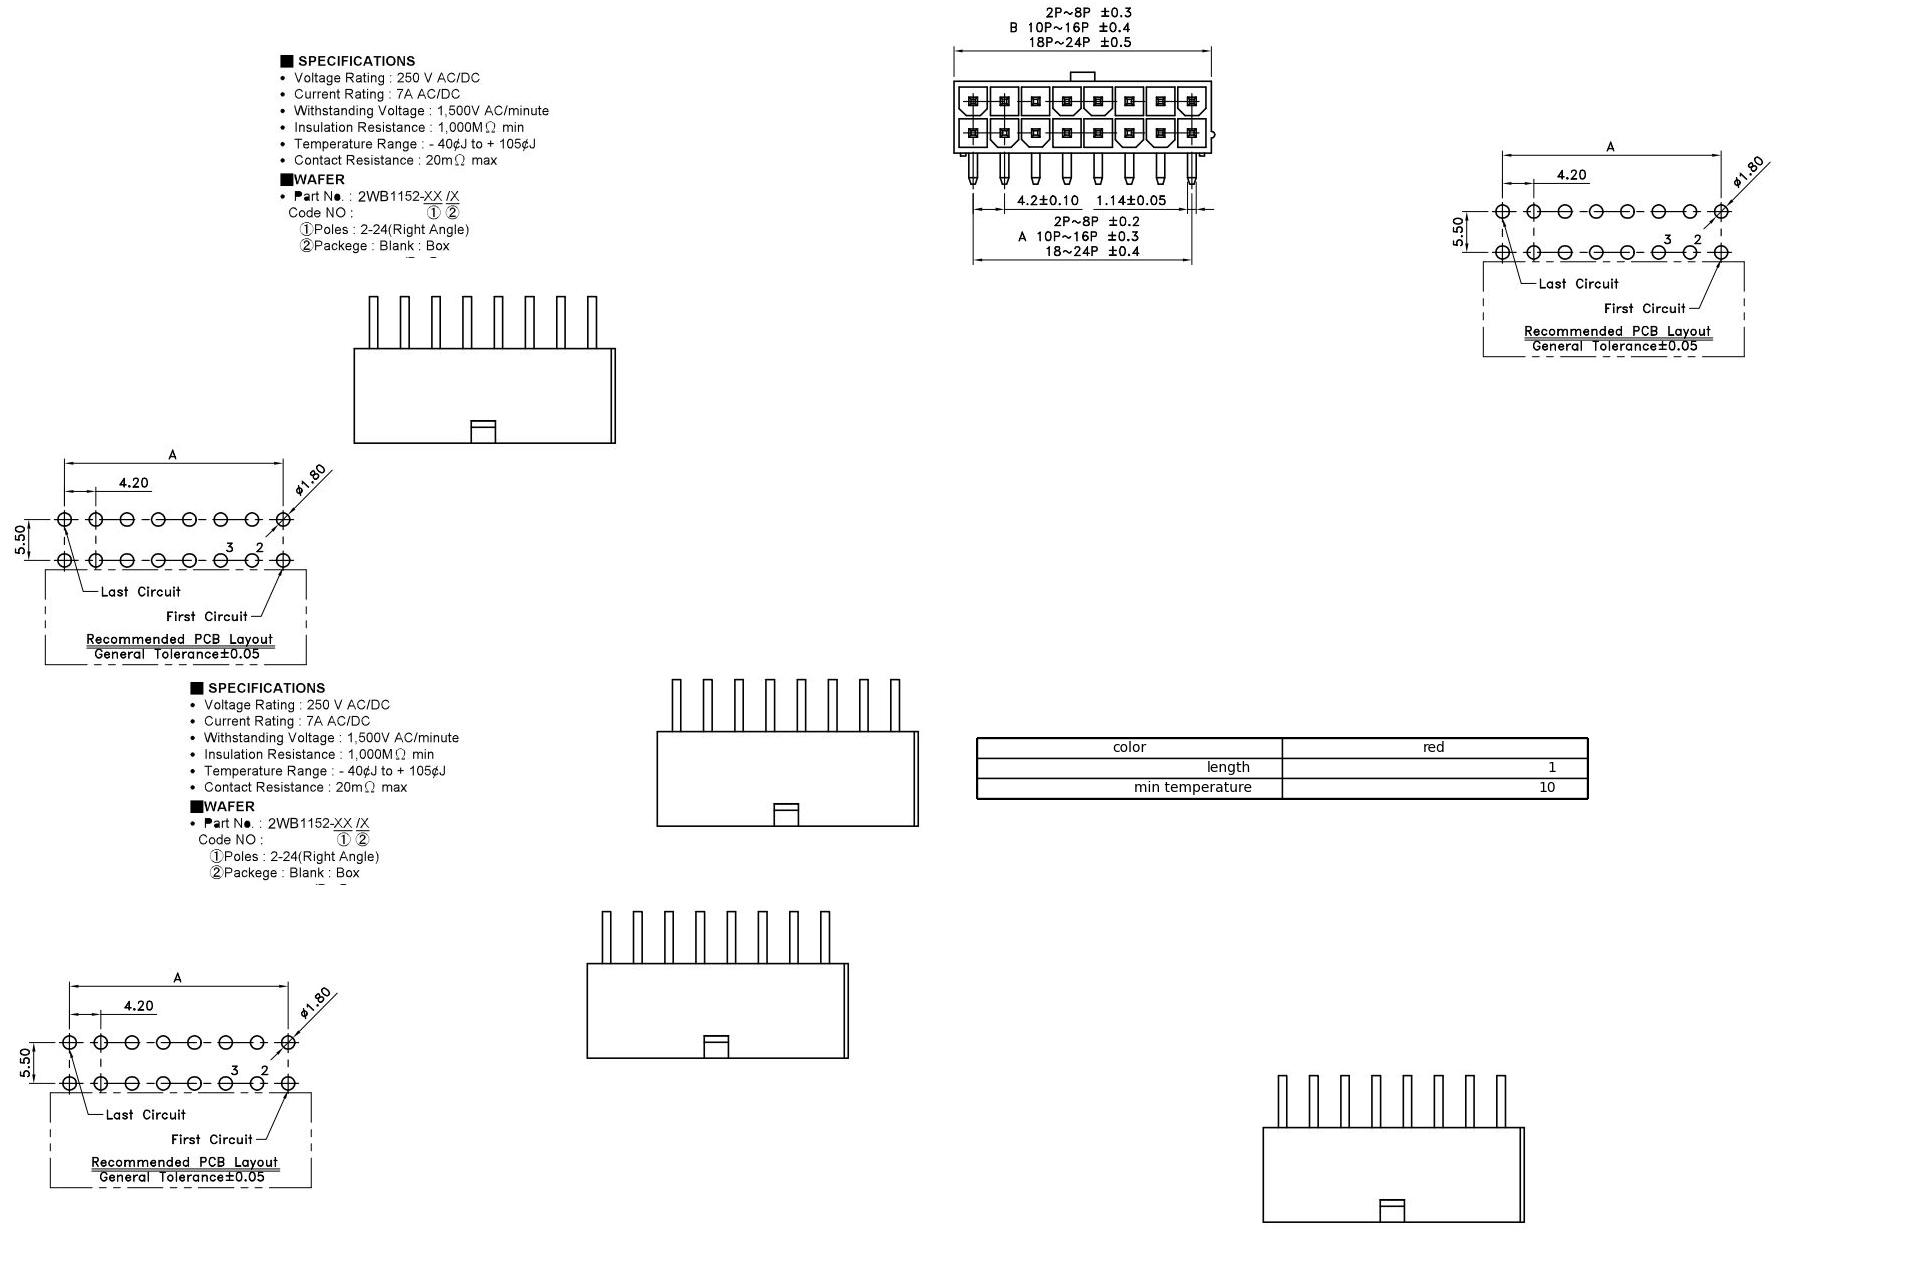 ■ SPECIFICATIONS
• Voltage Rating : 250 V AC/DC
• Current Rating : 7A AC/DC
• Withstanding Voltage : 1,500V AC/minute
• Insulation Resistance : 1,000MΩ min
• Temperature Range : - 40¢J to + 105¢J
• Contact Resistance : 20mΩ max
■WAFER
• Part No. : 2WB1152-XX /X
Code NO : ① ②
①Poles : 2-24(Right Angle)
②Packege : Blank : Box
2P~8P ±0.3
B 10P~16P ±0.4
18P~24P ±0.5
4.2±0.10 1.14±0.05
2P~8P ±0.2
A 10P~16P ±0.3
18~24P ±0.4
A
4.20
ø1.80
5.50
3 2
Last Circuit
First Circuit
Recommended PCB Layout
General Tolerance±0.05
A
4.20
ø1.80
5.50
3 2
Last Circuit
First Circuit
Recommended PCB Layout
General Tolerance±0.05
■ SPECIFICATIONS
• Voltage Rating : 250 V AC/DC
• Current Rating : 7A AC/DC
• Withstanding Voltage : 1,500V AC/minute
• Insulation Resistance : 1,000MΩ min
• Temperature Range : - 40¢J to + 105¢J
• Contact Resistance : 20mΩ max
■WAFER
• Part No. : 2WB1152-XX /X
Code NO : ① ②
①Poles : 2-24(Right Angle)
②Packege : Blank : Box
color red
length 1
min temperature 10
A
4.20
ø1.80
5.50
3 2
Last Circuit
First Circuit
Recommended PCB Layout
General Tolerance±0.05